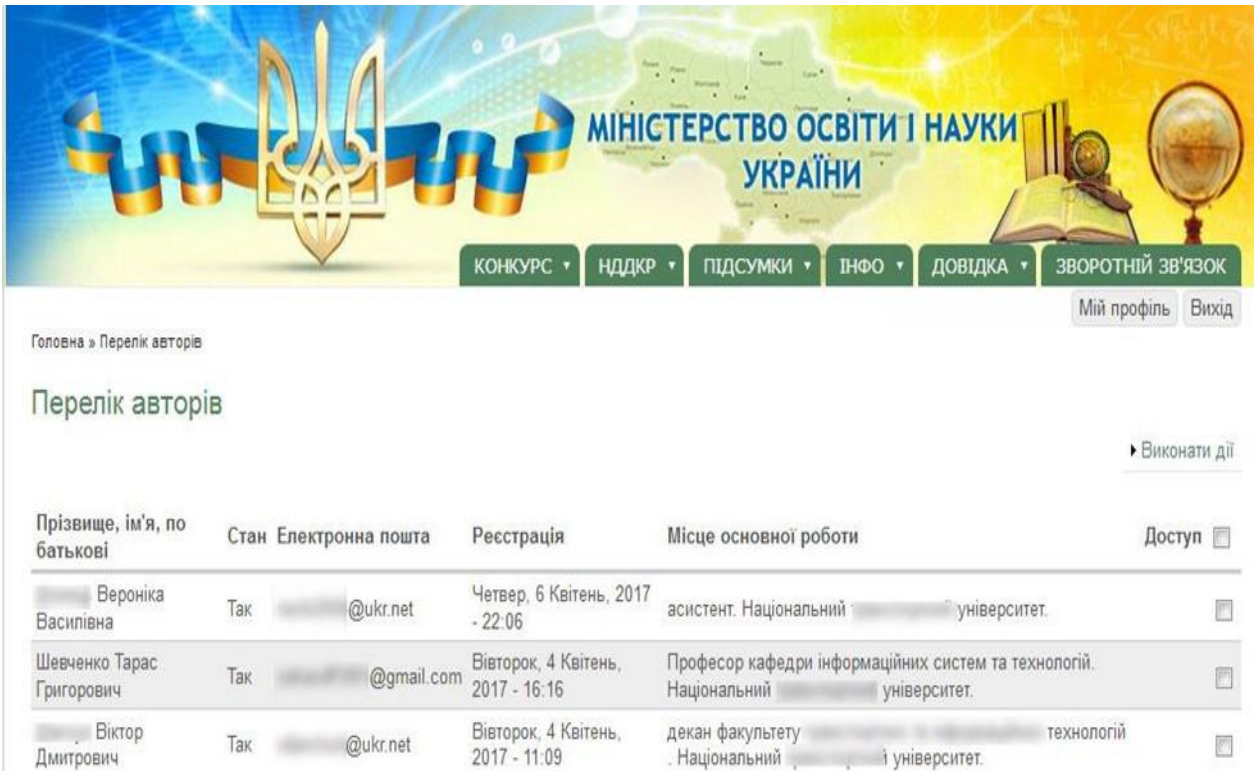 МІНІСТЕРСТВО ОСВІТИ І НАУКИ
УКРАЇНИ
КОНКУРС НДДКР ПІДСУМКИ ІНФО ДОВІДКА ЗВОРОТНІЙ ЗВ'ЯЗОК
Мій профіль Вихід
Головна » Перелік авторів
Перелік авторів
Виконати дії
Прізвище, ім'я, по
батькові
Стан Електронна пошта Реєстрація Місце основної роботи Доступ
Вероніка
Василівна
Так @ukr.net
Четвер, 6 Квітень, 2017
- 22:06
асистент. Національний університет.
Шевченко Тарас
Григорович
Так @gmail.com
Вівторок, 4 Квітень,
2017 - 16:16
Професор кафедри інформаційних систем та технологій.
Національний університет.
Віктор
Дмитрович
Так @ukr.net
Вівторок, 4 Квітень,
2017 - 11:09
декан факультету технологій
. Національний університет.